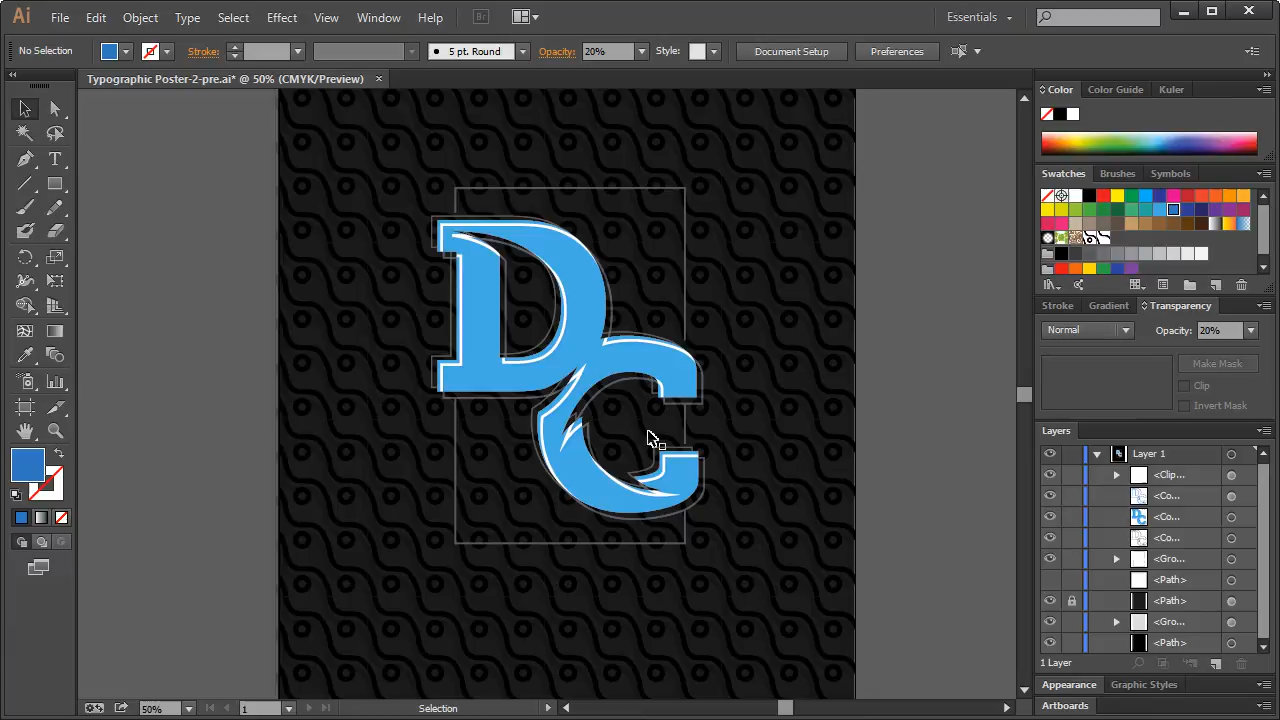 Ai File Edit Object Type Select Effect View Window Help Br Essentials
No Selection Stroke: 5 pt. Round Opacity: 20% Style: Document Setup Preferences
Typographic Poster-2-pre.ai* @ 50% (CMYK/Preview)
DC
Color Color Guide Kuler
Swatches Brushes Symbols
Stroke Gradient Transparency
Normal Opacity: 20%
Make Mask
Clip
Invert Mask
Layers
Layer 1
<Clip...
<Co...
<Co...
<Co...
<Gro...
<Path>
<Path>
<Gro...
<Path>
1 Layer
Appearance Graphic Styles
Artboards
50% 1 Selection